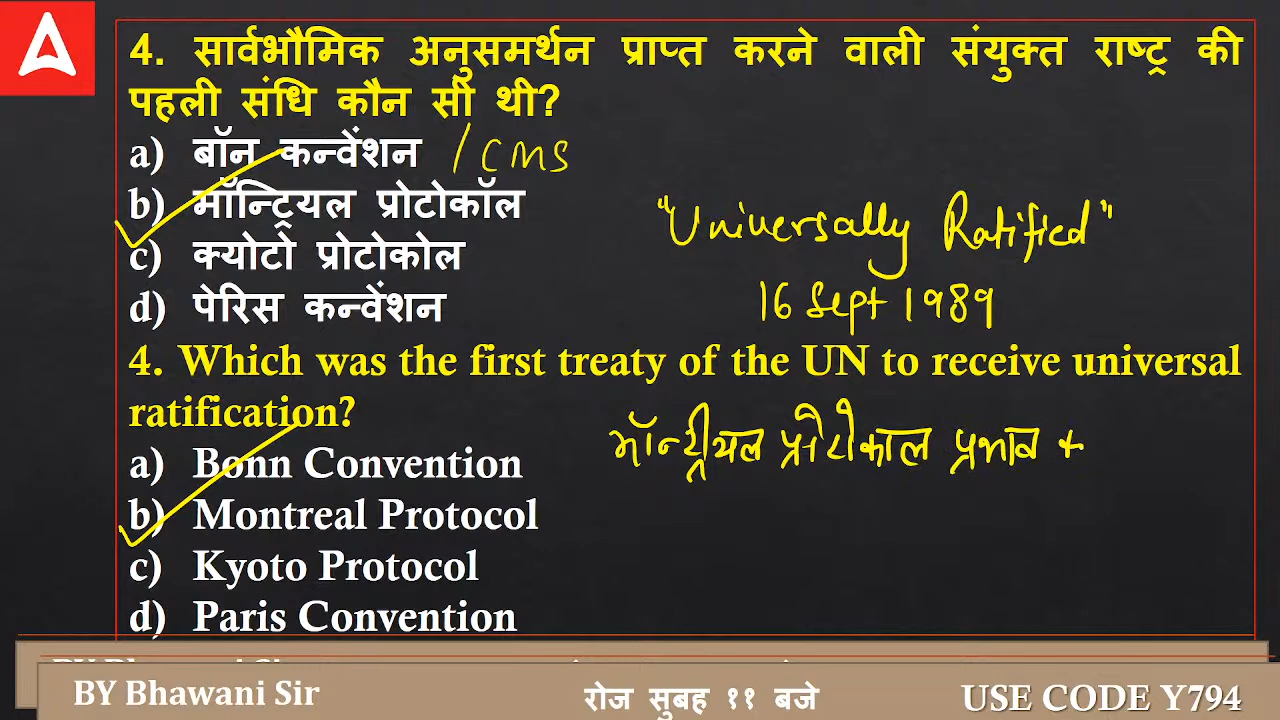 4. सार्वभौमिक अनुसमर्थन प्राप्त करने वाली संयुक्त राष्ट्र की
पहली संधि कौन सी थी?
a) बॉन कन्वेंशन / CMS
b) मॉन्ट्रियल प्रोटोकॉल
"Universally Ratified"
c) क्योटो प्रोटोकोल
d) पेरिस कन्वेंशन
16 Sept 1989
4. Which was the first treaty of the UN to receive universal
ratification?
मॉन्ट्रीयल प्रोटोकाल प्रभाव +
a) Bonn Convention
b) Montreal Protocol
c) Kyoto Protocol
d) Paris Convention
BY Bhawani Sir
रोज सुबह ११ बजे
USE CODE Y794